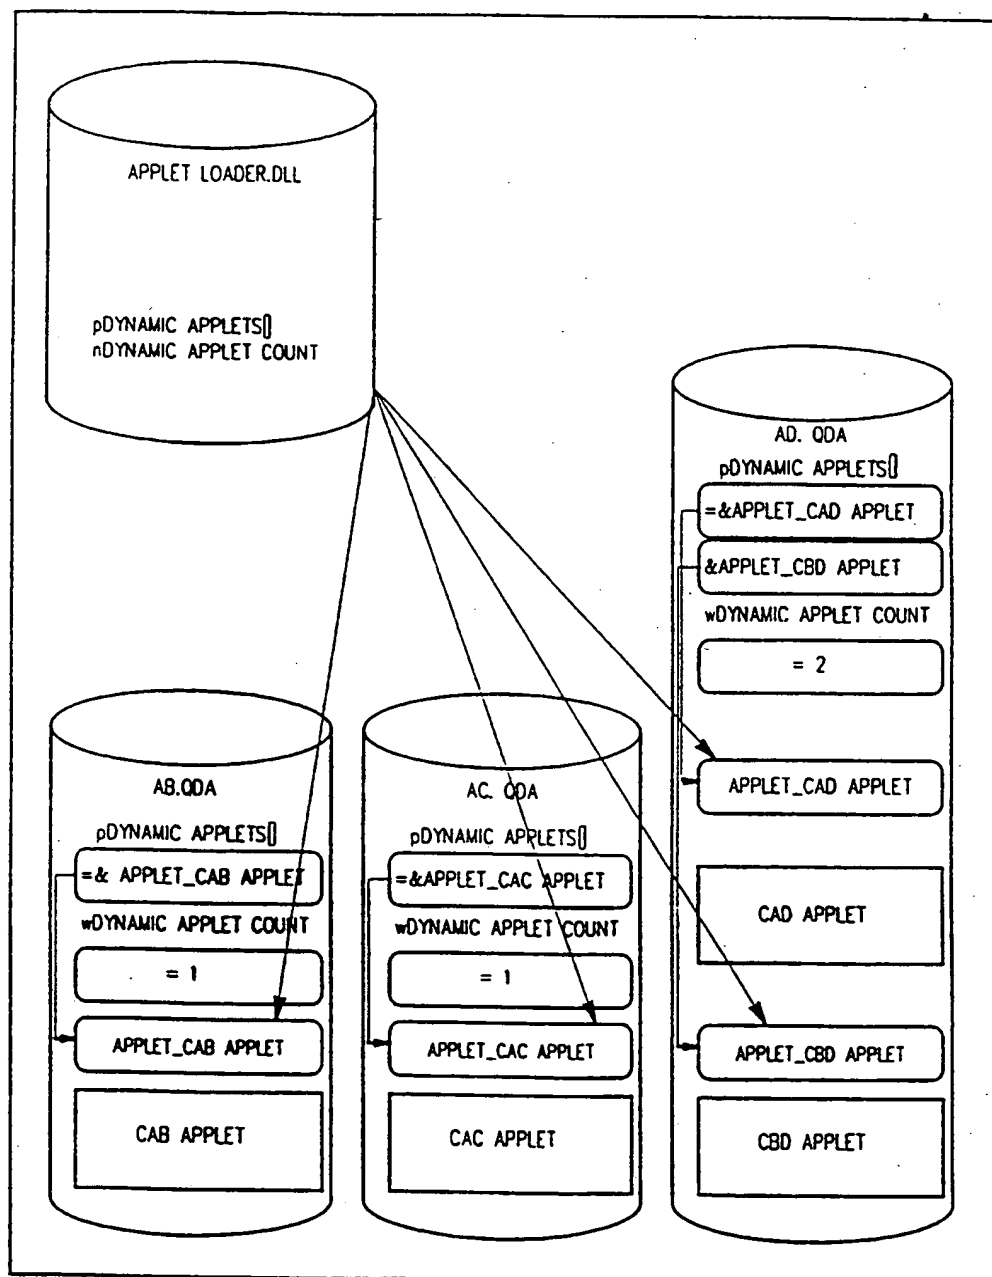 APPLET LOADER.DLL
pDYNAMIC APPLETS[]
nDYNAMIC APPLET COUNT
AB.QDA
pDYNAMIC APPLETS[]
=& APPLET_CAB APPLET
wDYNAMIC APPLET COUNT
= 1
APPLET_CAB APPLET
CAB APPLET
AC. QDA
pDYNAMIC APPLETS[]
=&APPLET_CAC APPLET
wDYNAMIC APPLET COUNT
= 1
APPLET_CAC APPLET
CAC APPLET
AD. QDA
pDYNAMIC APPLETS[]
=&APPLET_CAD APPLET
&APPLET_CBD APPLET
wDYNAMIC APPLET COUNT
= 2
APPLET_CAD APPLET
CAD APPLET
APPLET_CBD APPLET
CBD APPLET